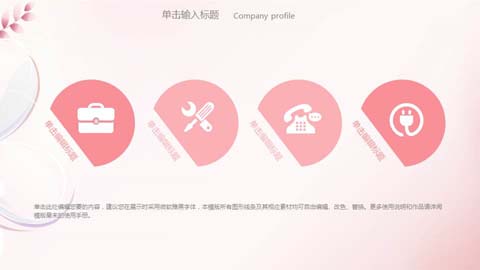 单击输入标题 Company profile
单击编辑标题
单击编辑标题
单击编辑标题
单击编辑标题
单击此处编辑您要的内容，建议您在展示时采用微软雅黑字体，本模版所有图形线条及其相应素材均可自由编辑、改色、替换。更多使用说明和作品请详阅
模版最末的使用手册。